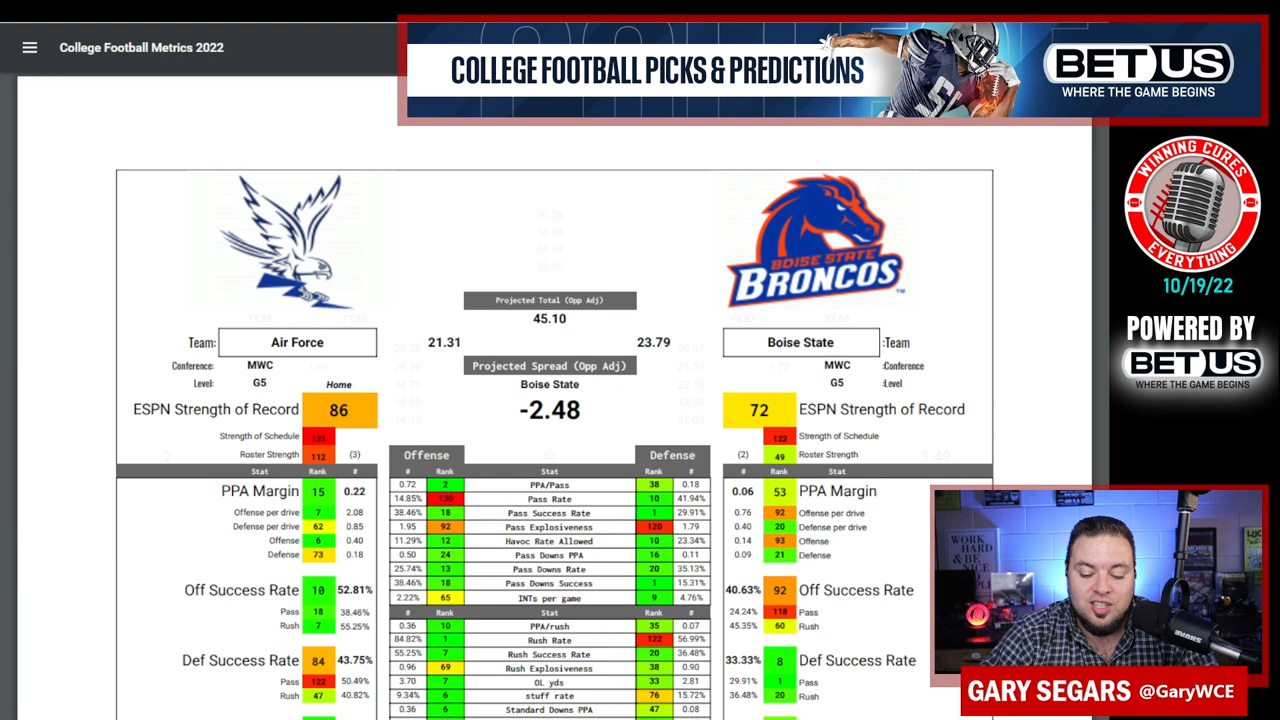 College Football Metrics 2022
COLLEGE FOOTBALL PICKS & PREDICTIONS
BETUS
WHERE THE GAME BEGINS
WINNING CURES
EVERYTHING
10/19/22
POWERED BY
BETUS
WHERE THE GAME BEGINS
BOISE STATE
BRONCOS
Projected Total (Opp Adj)
45.10
Team: Air Force 21.31 23.79 Boise State :Team
Conference: MWC MWC :Conference
Level: G5 Home G5 :Level
Projected Spread (Opp Adj)
Boise State
-2.48
ESPN Strength of Record 86 72 ESPN Strength of Record
Strength of Schedule 131 122 Strength of Schedule
Roster Strength 112 (3) (2) 49 Roster Strength
Stat Rank # # Rank Stat
PPA Margin 15 0.22 0.06 53 PPA Margin
Offense per drive 7 2.08 0.76 92 Offense per drive
Defense per drive 62 0.85 0.40 20 Defense per drive
Offense 6 0.40 0.14 93 Offense
Defense 73 0.18 0.09 21 Defense
Off Success Rate 10 52.81% 40.63% 92 Off Success Rate
Pass 18 38.46% 24.24% 118 Pass
Rush 7 55.25% 45.35% 60 Rush
Def Success Rate 84 43.75% 33.33% 8 Def Success Rate
Pass 122 50.49% 29.91% 1 Pass
Rush 47 40.82% 36.48% 20 Rush
Offense Defense
# Rank Stat Rank #
0.72 2 PPA/Pass 38 0.18
14.85% 130 Pass Rate 10 41.94%
38.46% 18 Pass Success Rate 1 29.91%
1.95 92 Pass Explosiveness 120 1.79
11.29% 12 Havoc Rate Allowed 10 23.34%
0.50 24 Pass Downs PPA 16 0.11
25.74% 13 Pass Downs Rate 20 35.13%
38.46% 18 Pass Downs Success 1 15.31%
2.22% 65 INTs per game 9 4.76%
# Rank Stat Rank #
0.36 10 PPA/rush 35 0.07
84.82% 1 Rush Rate 122 56.99%
55.25% 7 Rush Success Rate 20 36.48%
0.96 69 Rush Explosiveness 38 0.90
3.70 7 OL yds 33 2.81
9.34% 6 stuff rate 76 15.72%
0.36 6 Standard Downs PPA 47 0.08
GARY SEGARS @GaryWCE